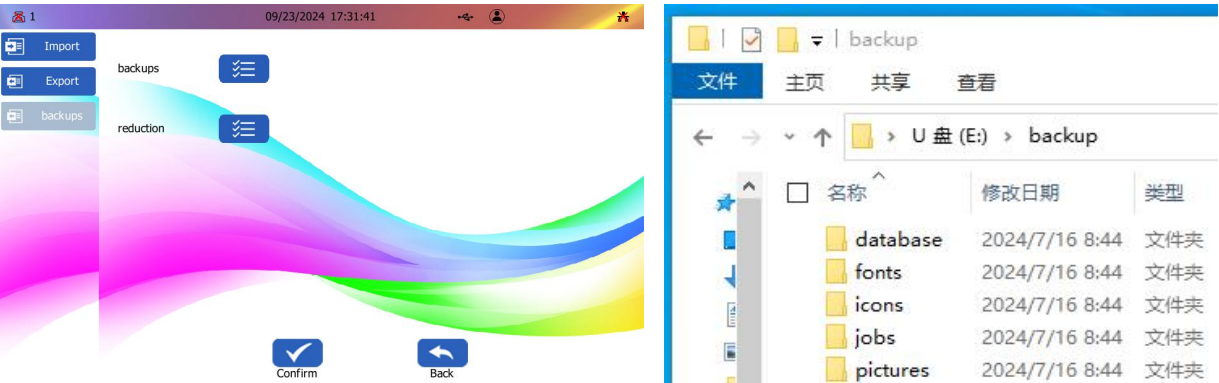 1
09/23/2024 17:31:41
Import
Export
backups
backups
reduction
Confirm
Back
backup
文件
主页
共享
查看
U 盘 (E:) › backup
名称
修改日期
类型
database 2024/7/16 8:44 文件夹
fonts 2024/7/16 8:44 文件夹
icons 2024/7/16 8:44 文件夹
jobs 2024/7/16 8:44 文件夹
pictures 2024/7/16 8:44 文件夹